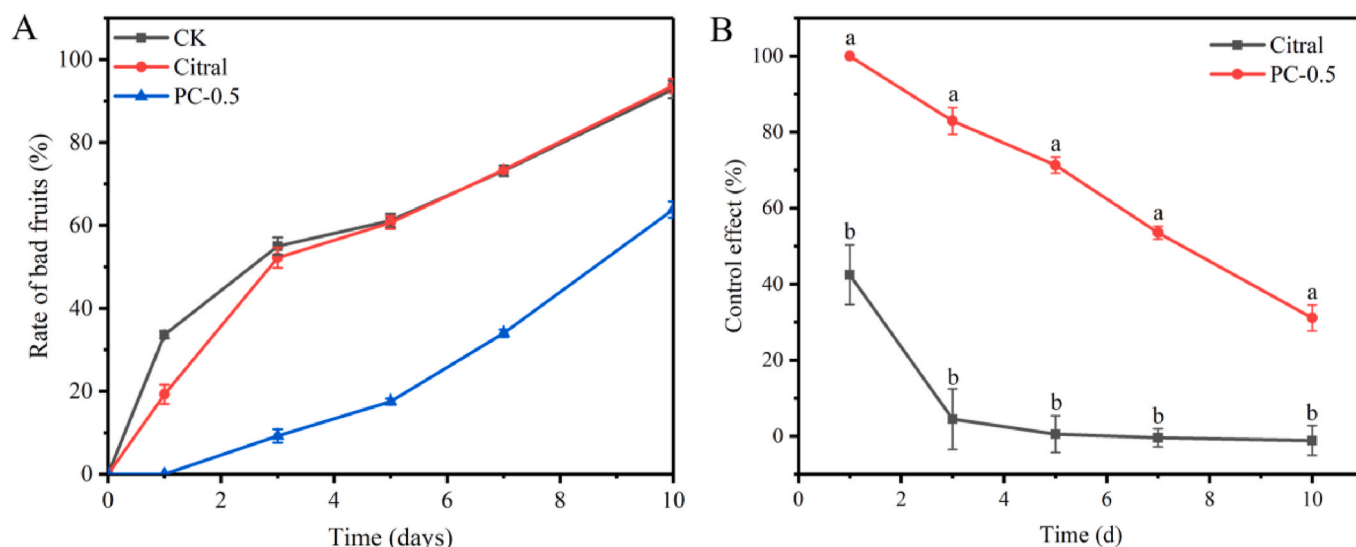 A
CK
Citral
PC-0.5
Rate of bad fruits (%)
100
80
60
40
20
0
0 2 4 6 8 10
Time (days)
B
Citral
PC-0.5
Control effect (%)
100
80
60
40
20
0
a
a
a
a
a
b
b
b
b
b
0 2 4 6 8 10
Time (d)